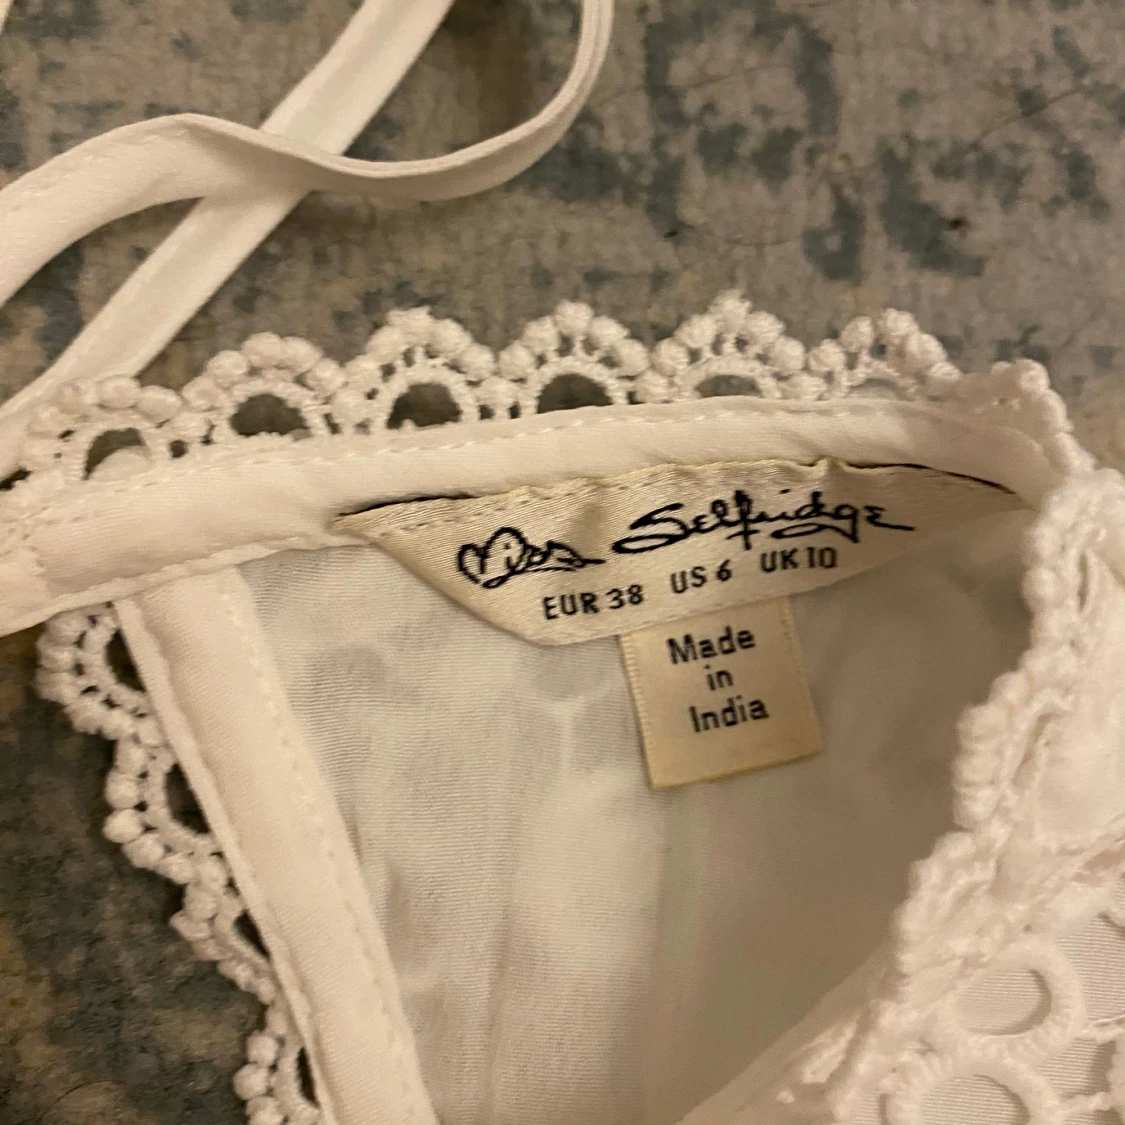 Miss Selfridge
EUR 38 US 6 UK 10
Made
in
India